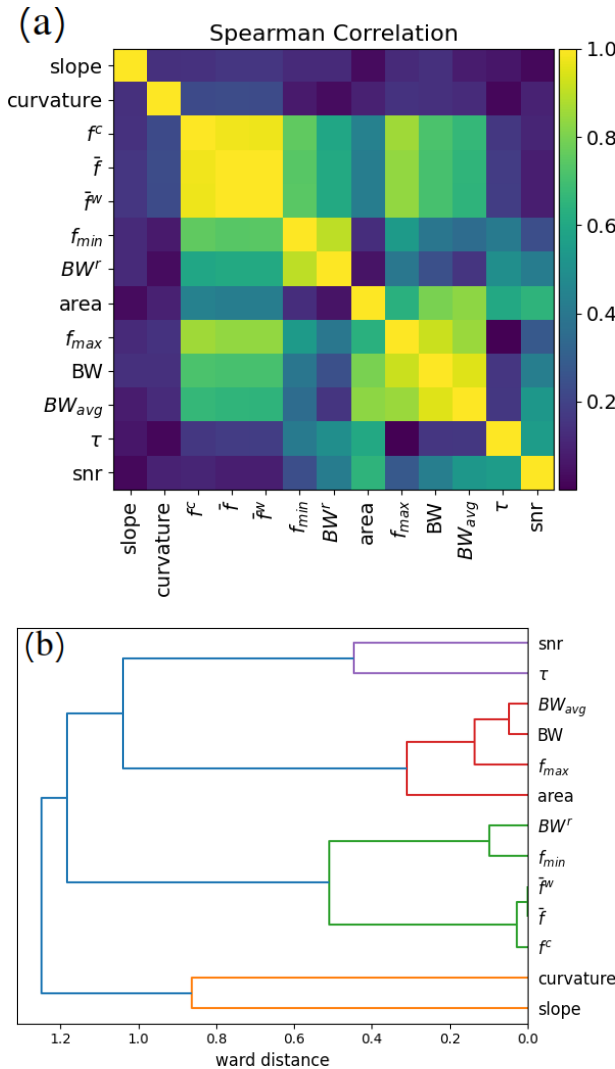 (a)
Spearman Correlation
slope
curvature
f^c
f̄
f̄^w
f_min
BW^r
area
f_max
BW
BW_avg
τ
snr
1.0
0.8
0.6
0.4
0.2
slope
curvature
f^c
f̄
f̄^w
f_min
BW^r
area
f_max
BW
BW_avg
τ
snr
(b)
snr
τ
BW_avg
BW
f_max
area
BW^r
f_min
f̄^w
f̄
f^c
curvature
slope
1.2 1.0 0.8 0.6 0.4 0.2 0.0
ward distance